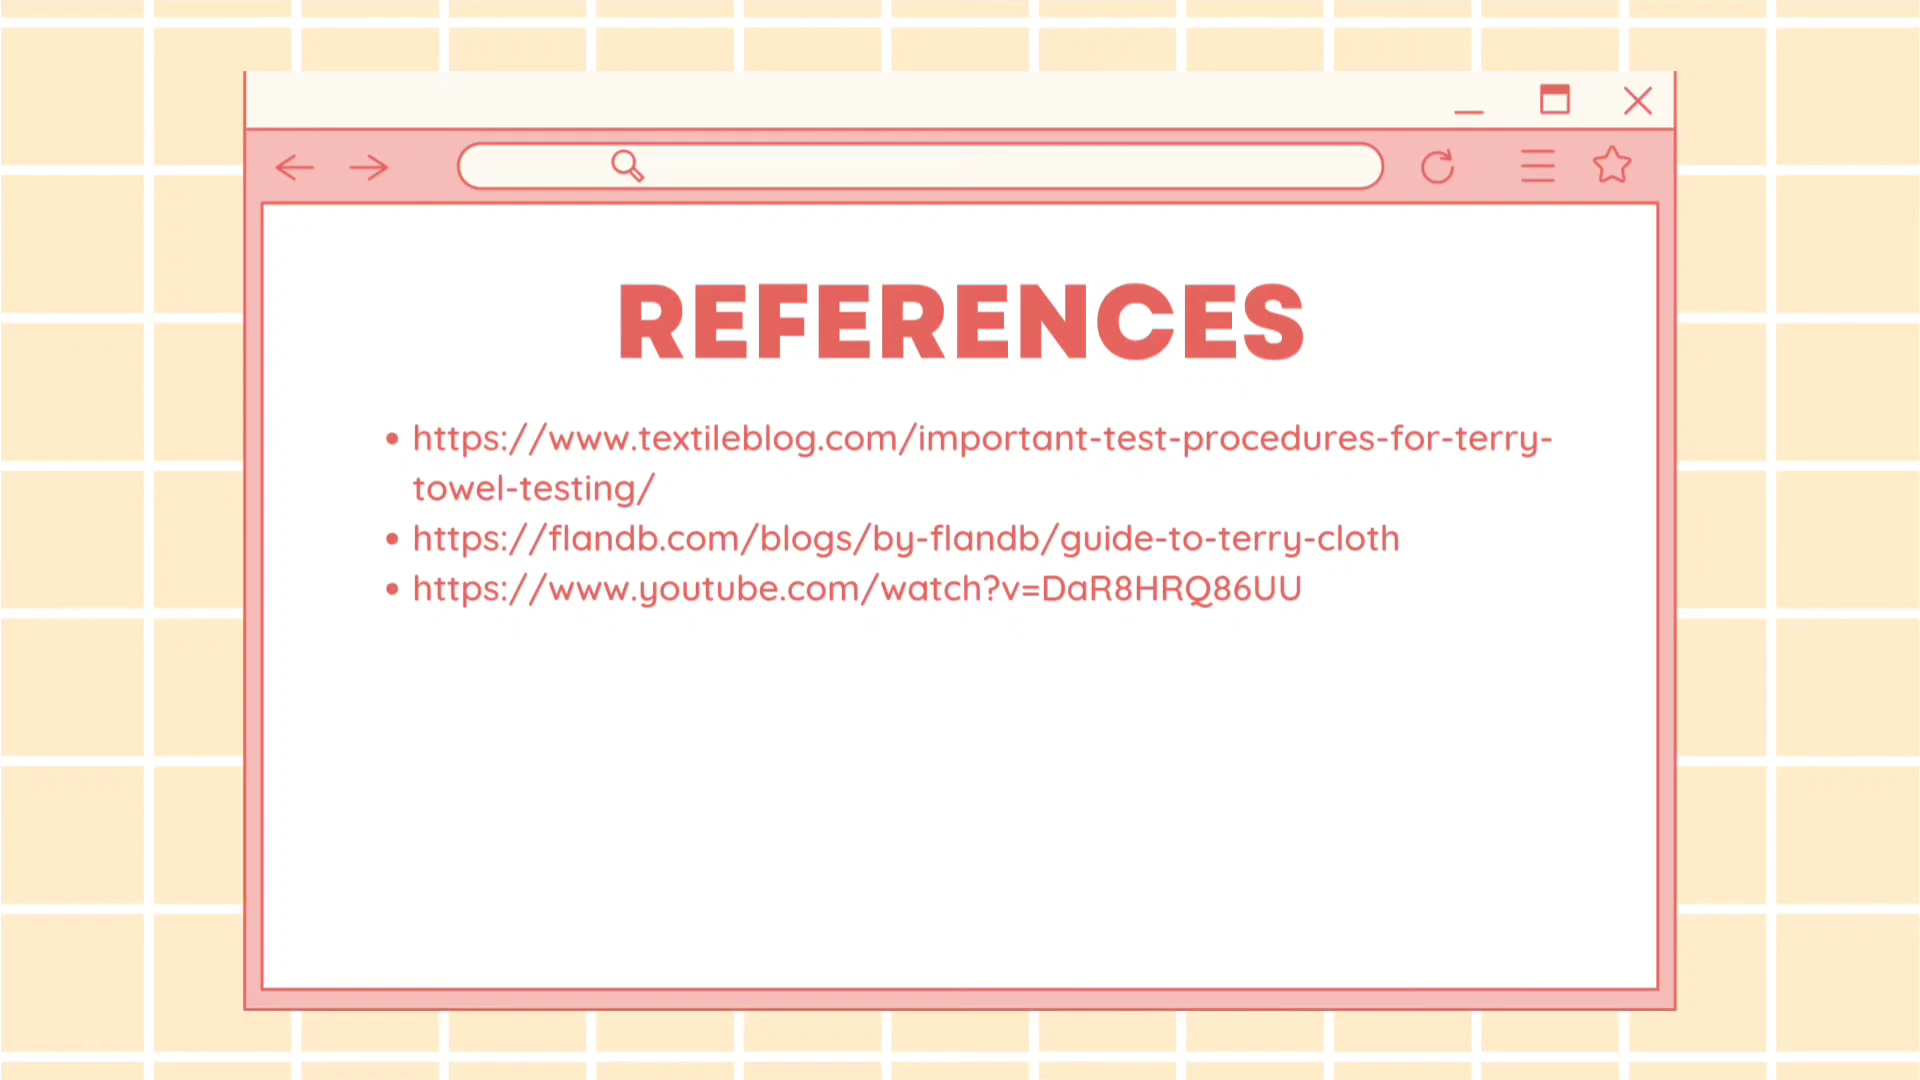 REFERENCES
• https://www.textileblog.com/important-test-procedures-for-terry-
towel-testing/
• https://flandb.com/blogs/by-flandb/guide-to-terry-cloth
• https://www.youtube.com/watch?v=DaR8HRQ86UU